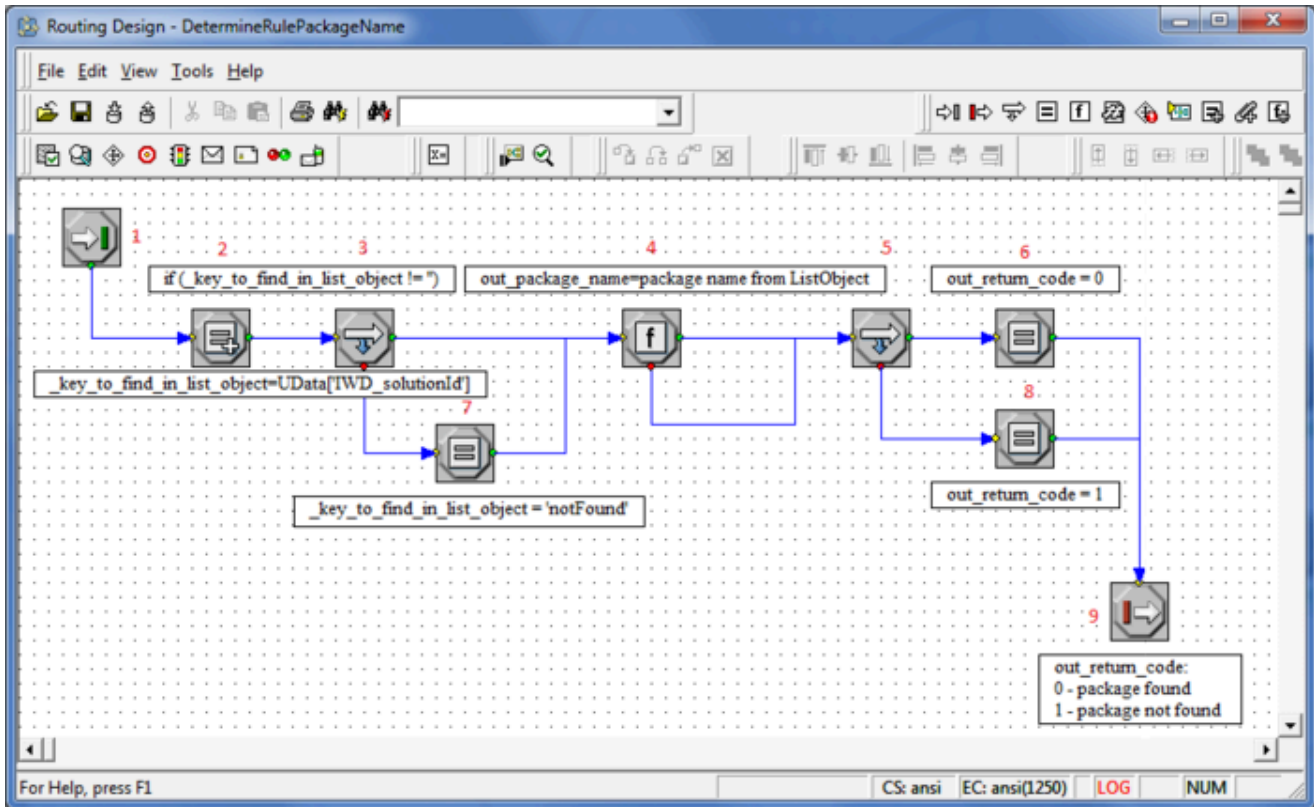 Routing Design - DetermineRulePackageName
File Edit View Tools Help
1
2 3 4 5 6
if (_key_to_find_in_list_object != '') out_package_name=package name from ListObject out_return_code = 0
f
_key_to_find_in_list_object=UData['IWD_solutionId']
7 8
_key_to_find_in_list_object = 'notFound'
out_return_code = 1
9
out_return_code:
0 - package found
1 - package not found
For Help, press F1 CS: ansi EC: ansi(1250) LOG NUM